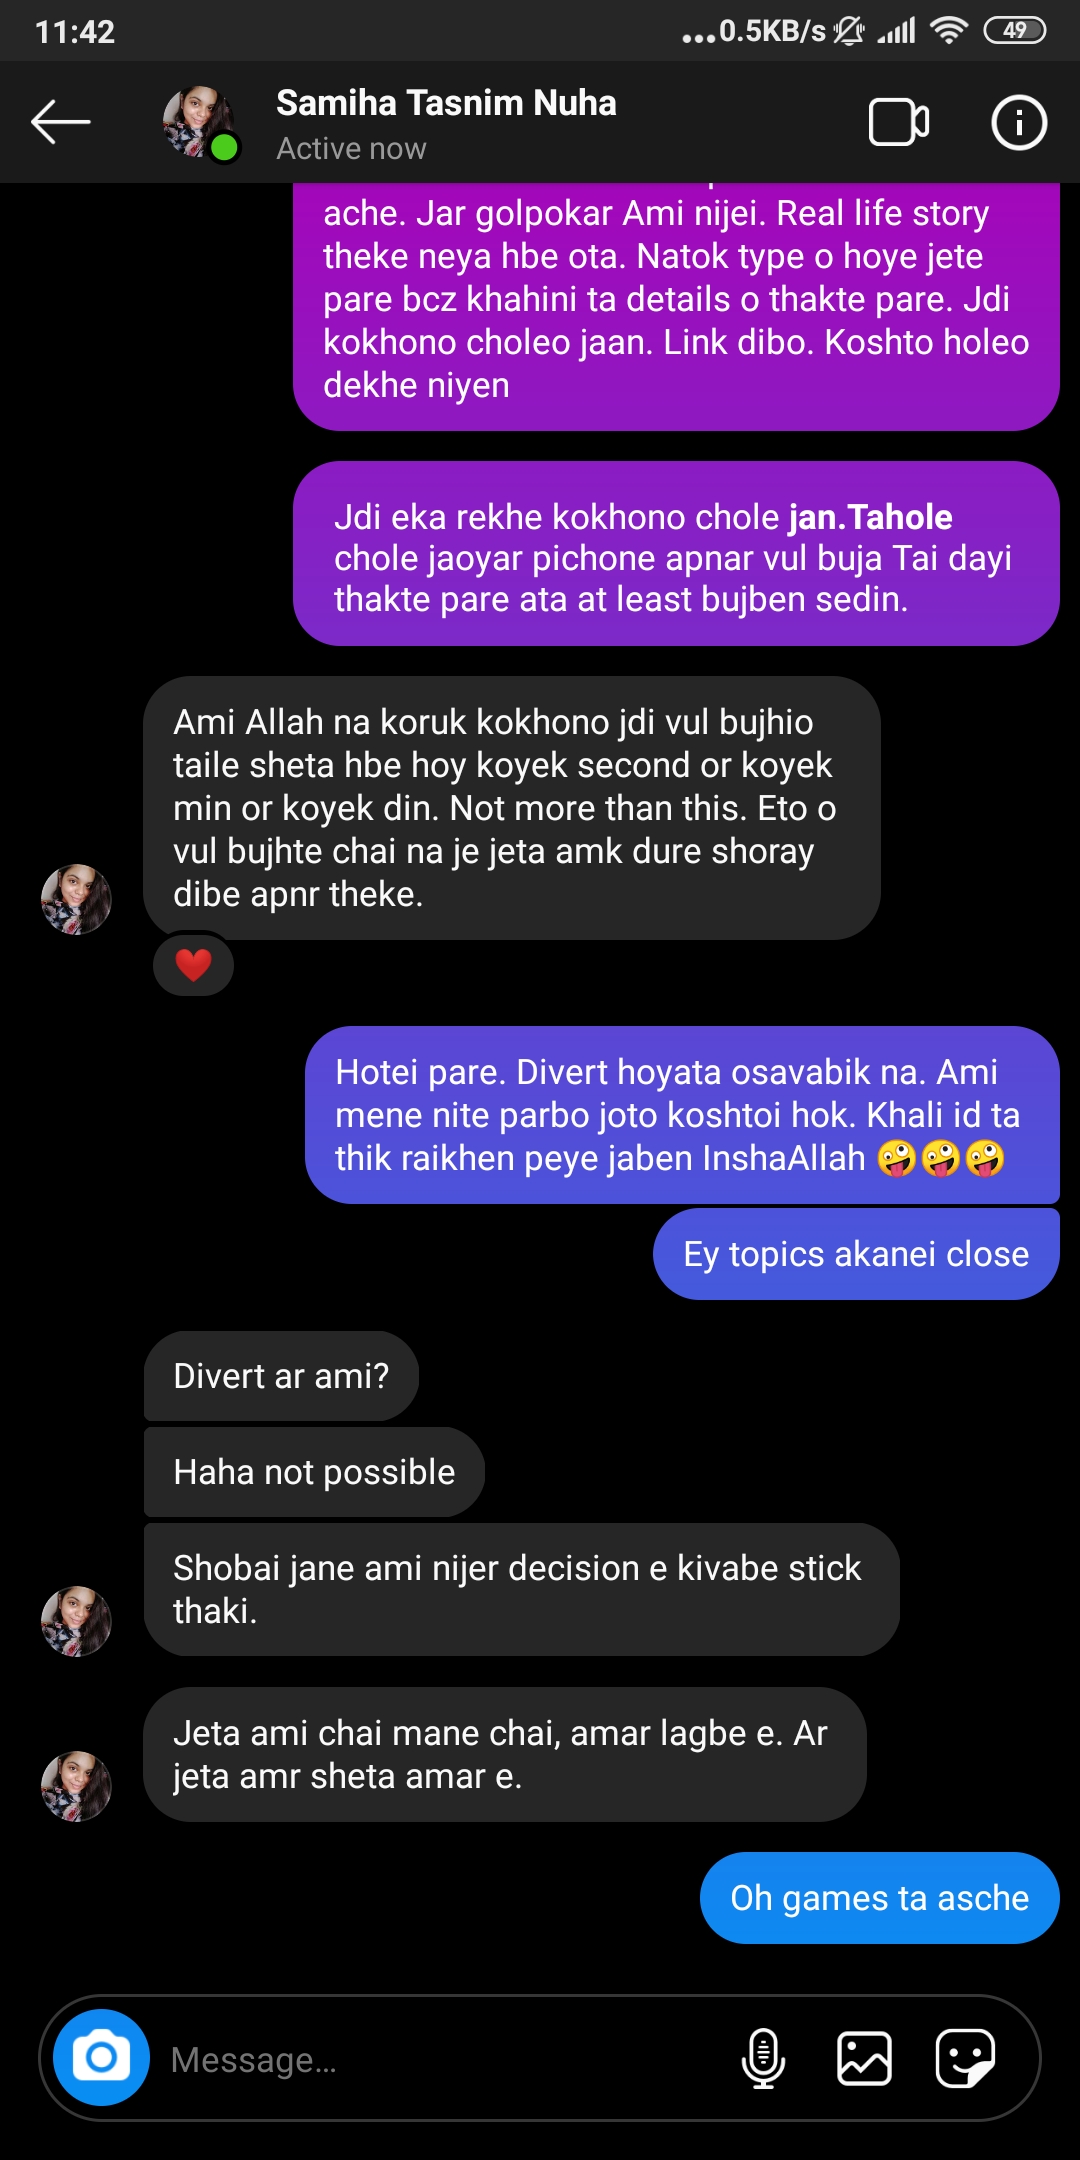 11:42
...0.5KB/s
49
Samiha Tasnim Nuha
Active now
ache. Jar golpokar Ami nijei. Real life story
theke neya hbe ota. Natok type o hoye jete
pare bcz khahini ta details o thakte pare. Jdi
kokhono choleo jaan. Link dibo. Koshto holeo
dekhe niyen
Jdi eka rekhe kokhono chole jan.Tahole
chole jaoyar pichone apnar vul buja Tai dayi
thakte pare ata at least bujben sedin.
Ami Allah na koruk kokhono jdi vul bujhio
taile sheta hbe hoy koyek second or koyek
min or koyek din. Not more than this. Eto o
vul bujhte chai na je jeta amk dure shoray
dibe apnr theke.
Hotei pare. Divert hoyata osavabik na. Ami
mene nite parbo joto koshtoi hok. Khali id ta
thik raikhen peye jaben InshaAllah 🤪🤪🤪
Ey topics akanei close
Divert ar ami?
Haha not possible
Shobai jane ami nijer decision e kivabe stick
thaki.
Jeta ami chai mane chai, amar lagbe e. Ar
jeta amr sheta amar e.
Oh games ta asche
Message...